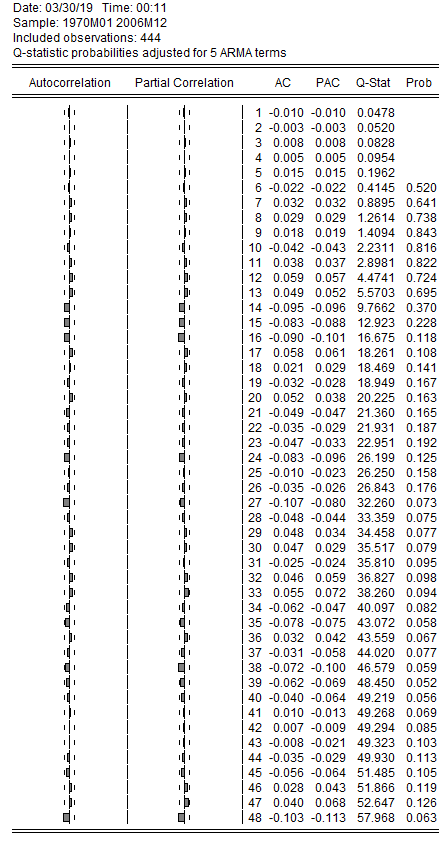 Date: 03/30/19 Time: 00:11
Sample: 1970M01 2006M12
Included observations: 444
Q-statistic probabilities adjusted for 5 ARMA terms
Autocorrelation Partial Correlation AC PAC Q-Stat Prob
1 -0.010 -0.010 0.0478
2 -0.003 -0.003 0.0520
3 0.008 0.008 0.0828
4 0.005 0.005 0.0954
5 0.015 0.015 0.1962
6 -0.022 -0.022 0.4145 0.520
7 0.032 0.032 0.8895 0.641
8 0.029 0.029 1.2614 0.738
9 0.018 0.019 1.4094 0.843
10 -0.042 -0.043 2.2311 0.816
11 0.038 0.037 2.8981 0.822
12 0.059 0.057 4.4741 0.724
13 0.049 0.052 5.5703 0.695
14 -0.095 -0.096 9.7662 0.370
15 -0.083 -0.088 12.923 0.228
16 -0.090 -0.101 16.675 0.118
17 0.058 0.061 18.261 0.108
18 0.021 0.029 18.469 0.141
19 -0.032 -0.028 18.949 0.167
20 0.052 0.038 20.225 0.163
21 -0.049 -0.047 21.360 0.165
22 -0.035 -0.029 21.931 0.187
23 -0.047 -0.033 22.951 0.192
24 -0.083 -0.096 26.199 0.125
25 -0.010 -0.023 26.250 0.158
26 -0.035 -0.026 26.843 0.176
27 -0.107 -0.080 32.260 0.073
28 -0.048 -0.044 33.359 0.075
29 0.048 0.034 34.458 0.077
30 0.047 0.029 35.517 0.079
31 -0.025 -0.024 35.810 0.095
32 0.046 0.059 36.827 0.098
33 0.055 0.072 38.260 0.094
34 -0.062 -0.047 40.097 0.082
35 -0.078 -0.075 43.072 0.058
36 0.032 0.042 43.559 0.067
37 -0.031 -0.058 44.020 0.077
38 -0.072 -0.100 46.579 0.059
39 -0.062 -0.069 48.450 0.052
40 -0.040 -0.064 49.219 0.056
41 0.010 -0.013 49.268 0.069
42 0.007 -0.009 49.294 0.085
43 -0.008 -0.021 49.323 0.103
44 -0.035 -0.029 49.930 0.113
45 -0.056 -0.064 51.485 0.105
46 0.028 0.043 51.866 0.119
47 0.040 0.068 52.647 0.126
48 -0.103 -0.113 57.968 0.063